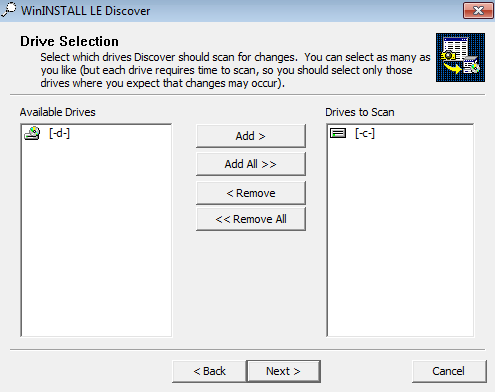 WinINSTALL LE Discover
Drive Selection
Select which drives Discover should scan for changes. You can select as many as
you like (but each drive requires time to scan, so you should select only those
drives where you expect that changes may occur).
Available Drives
Drives to Scan
[-d-]
[-c-]
Add >
Add All >>
< Remove
<< Remove All
< Back
Next >
Cancel